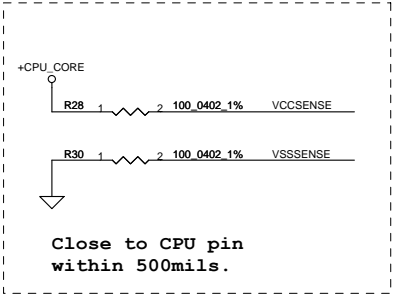 +CPU_CORE
R28 1 2 100_0402_1% VCCSENSE
R30 1 2 100_0402_1% VSSSENSE
Close to CPU pin
within 500mils.